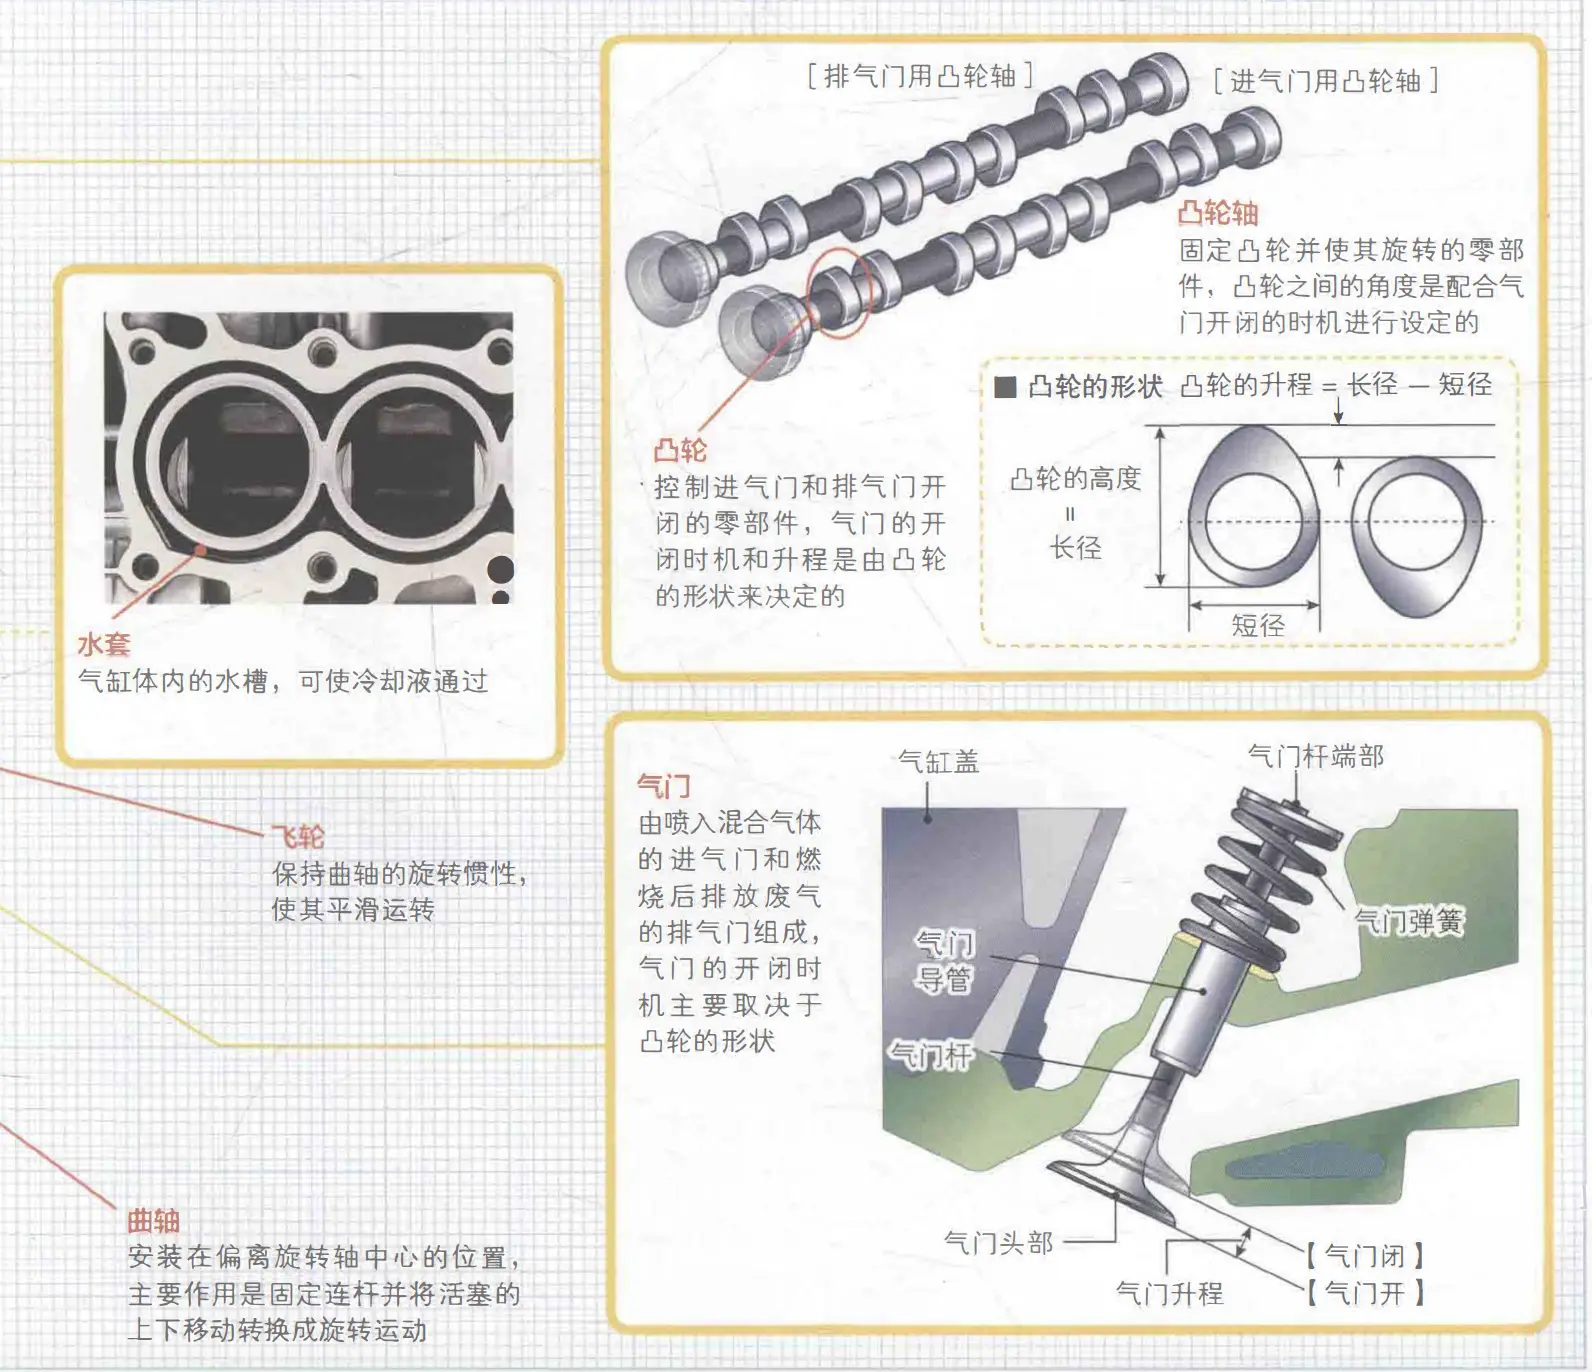 [ 排气门用凸轮轴 ]
[ 进气门用凸轮轴 ]
凸轮轴
固定凸轮并使其旋转的零部
件，凸轮之间的角度是配合气
门开闭的时机进行设定的
■ 凸轮的形状 凸轮的升程 = 长径 — 短径
凸轮的高度
=
长径
短径
凸轮
控制进气门和排气门开
闭的零部件，气门的开
闭时机和升程是由凸轮
的形状来决定的
水套
气缸体内的水槽，可使冷却液通过
飞轮
保持曲轴的旋转惯性，
使其平滑运转
曲轴
安装在偏离旋转轴中心的位置，
主要作用是固定连杆并将活塞的
上下移动转换成旋转运动
气门
由喷入混合气体
的进气门和燃
烧后排放废气
的排气门组成，
气门的开闭时
机主要取决于
凸轮的形状
气缸盖
气门杆端部
气门弹簧
气门
导管
气门杆
气门头部
气门升程
【 气门闭 】
【 气门开 】